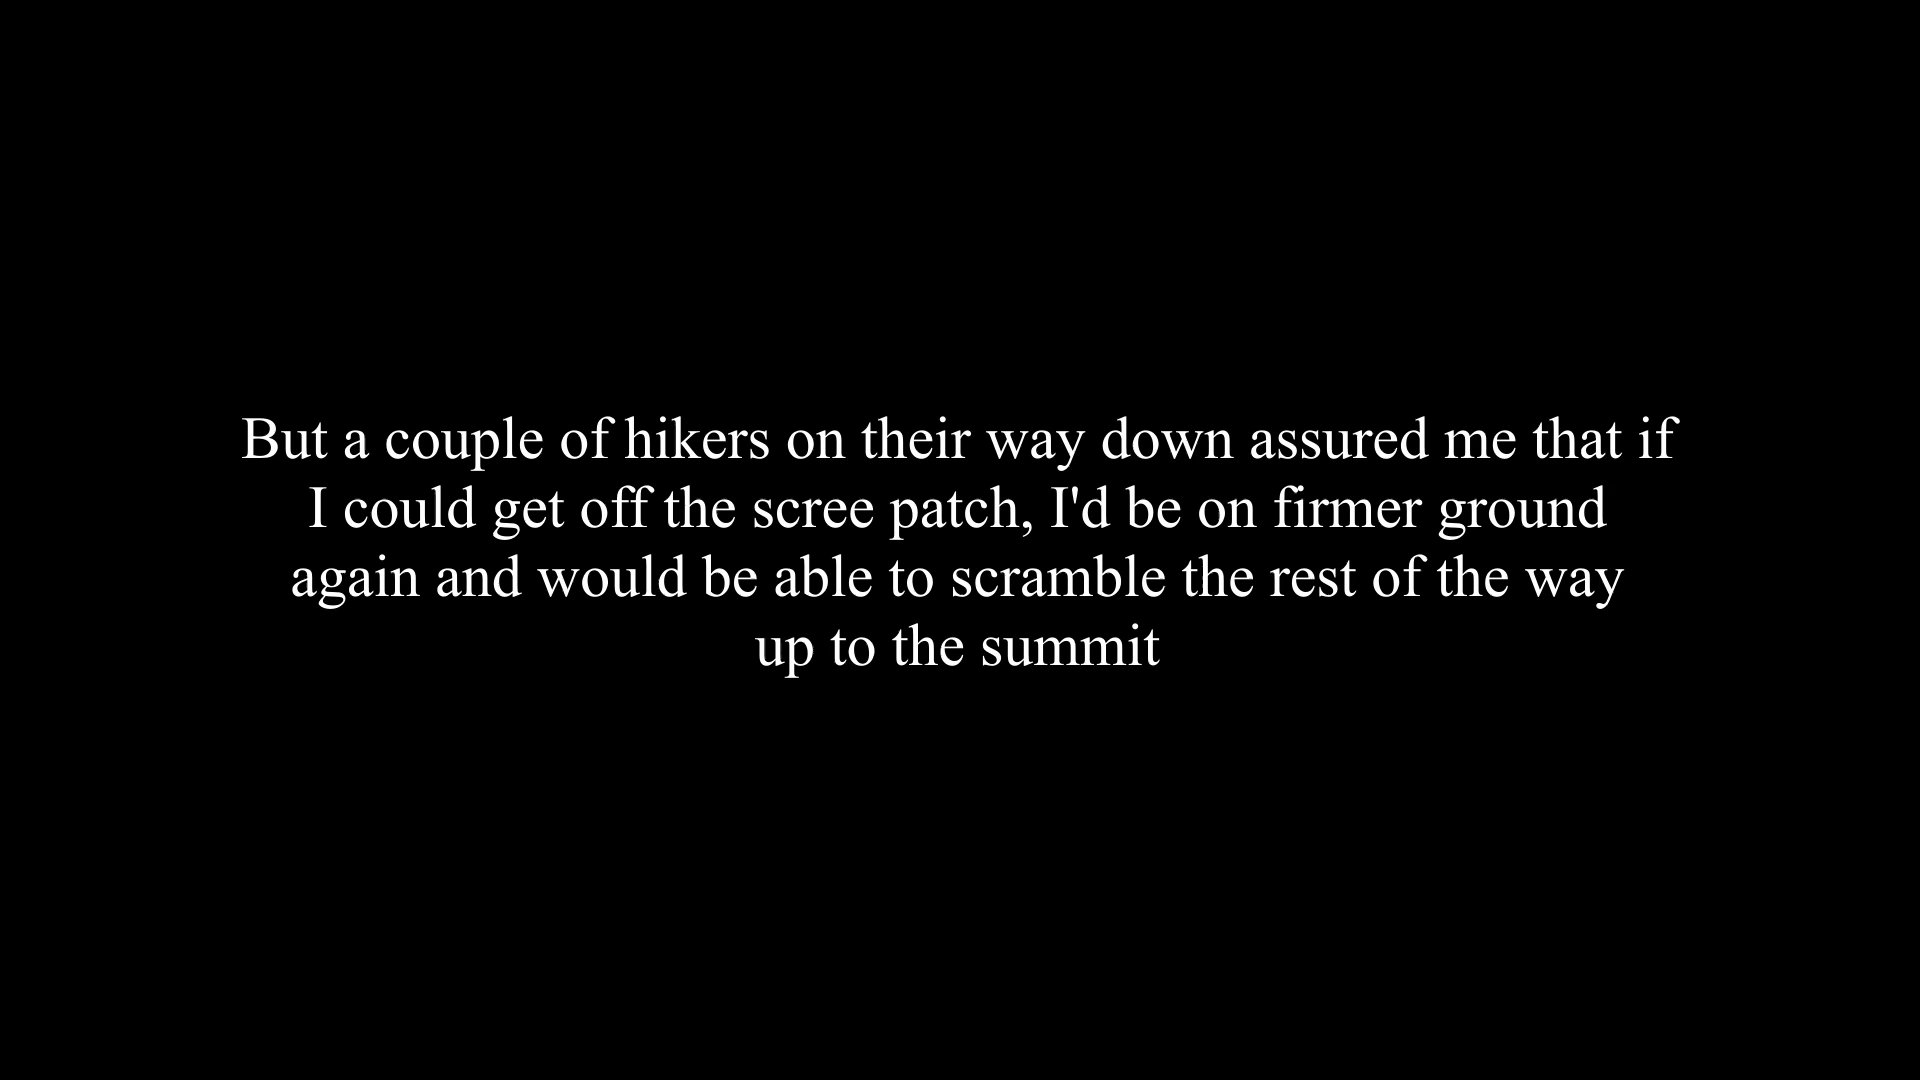 But a couple of hikers on their way down assured me that if
I could get off the scree patch, I'd be on firmer ground
again and would be able to scramble the rest of the way
up to the summit